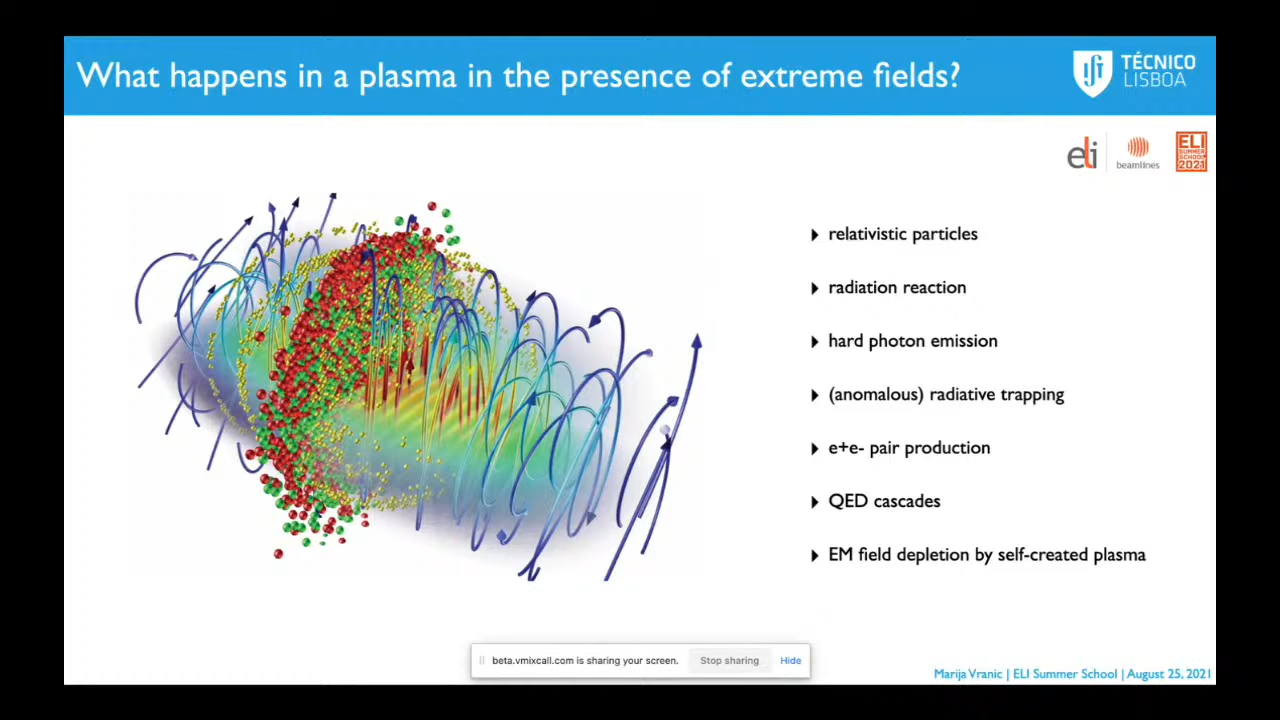 What happens in a plasma in the presence of extreme fields?
TÉCNICO
LISBOA
eli
beamlines
ELI
SUMMER
SCHOOL
2021
relativistic particles
radiation reaction
hard photon emission
(anomalous) radiative trapping
e+e- pair production
QED cascades
EM field depletion by self-created plasma
beta.vmixcall.com is sharing your screen.
Stop sharing
Hide
Marija Vranic | ELI Summer School | August 25, 2021